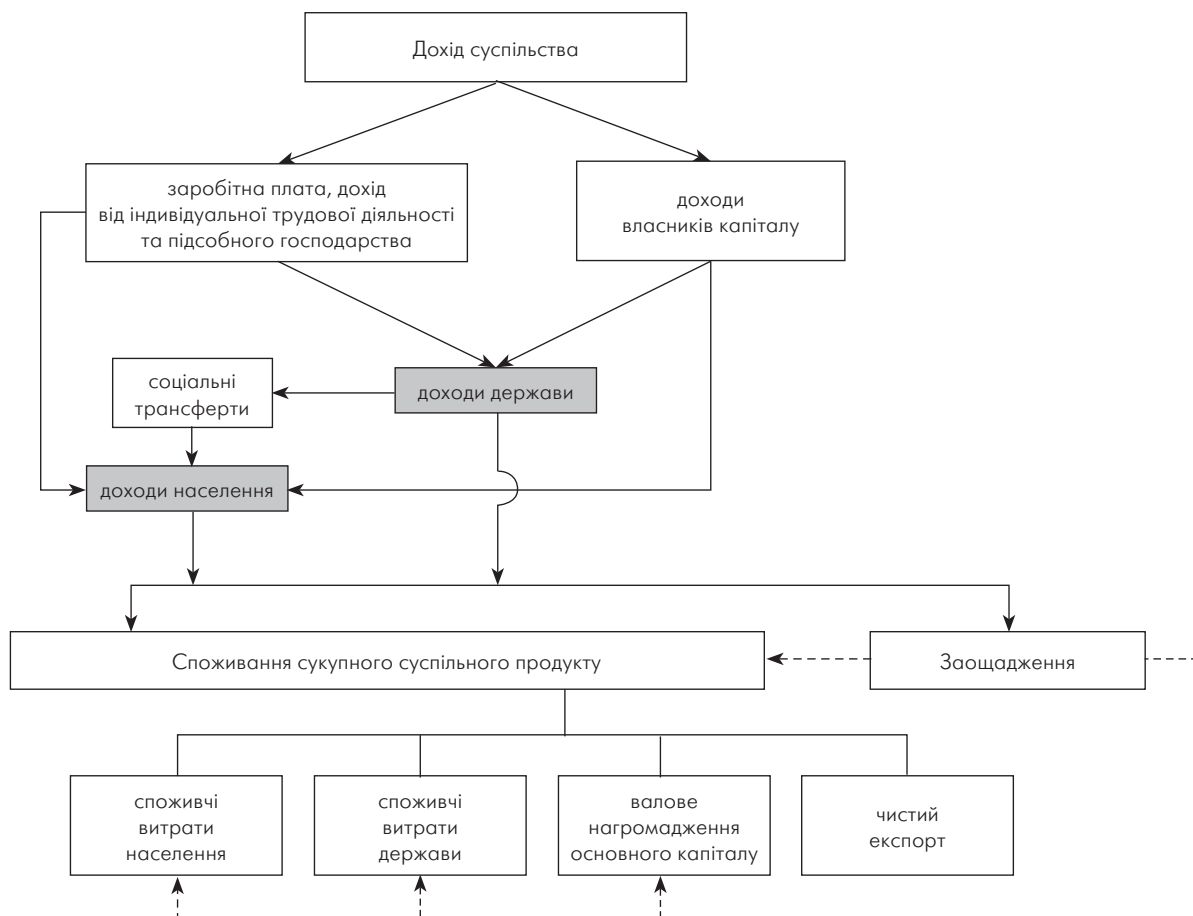 Дохід суспільства
заробітна плата, дохід
від індивідуальної трудової діяльності
та підсобного господарства
доходи
власників капіталу
соціальні
трансферти
доходи держави
доходи населення
Споживання сукупного суспільного продукту
Заощадження
споживчі
витрати
населення
споживчі
витрати
держави
валове
нагромадження
основного капіталу
чистий
експорт